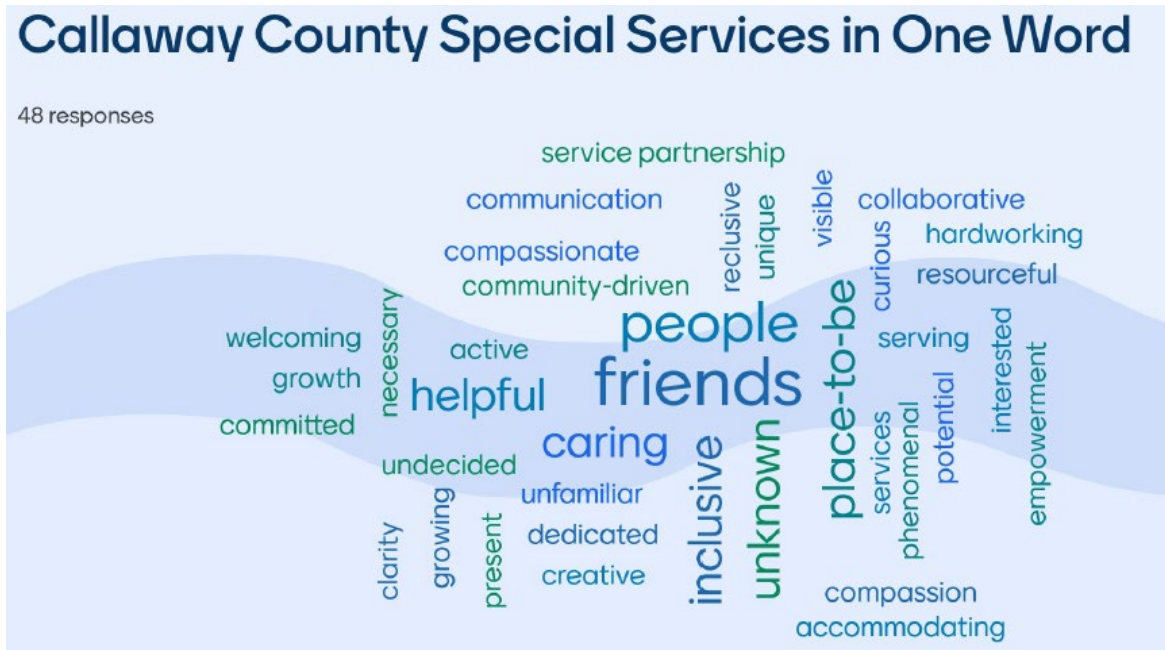 Callaway County Special Services in One Word
48 responses
service partnership
communication
reclusive
unique
visible
collaborative
compassionate
curious
hardworking
community-driven
resourceful
welcoming
necessary
active
people
place-to-be
serving
interested
growth
helpful
friends
potential
empowerment
committed
caring
services
phenomenal
undecided
inclusive
unknown
unfamiliar
clarity
growing
present
dedicated
creative
compassion
accommodating